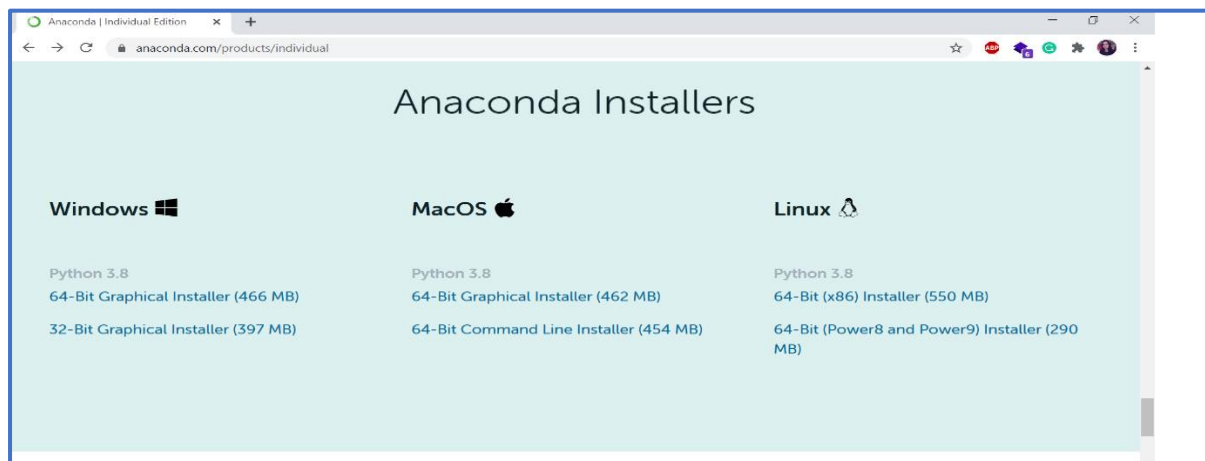 Anaconda | Individual Edition
anaconda.com/products/individual
ABP
6
Anaconda Installers
Windows
MacOS
Linux
Python 3.8
64-Bit Graphical Installer (466 MB)
32-Bit Graphical Installer (397 MB)
Python 3.8
64-Bit Graphical Installer (462 MB)
64-Bit Command Line Installer (454 MB)
Python 3.8
64-Bit (x86) Installer (550 MB)
64-Bit (Power8 and Power9) Installer (290
MB)